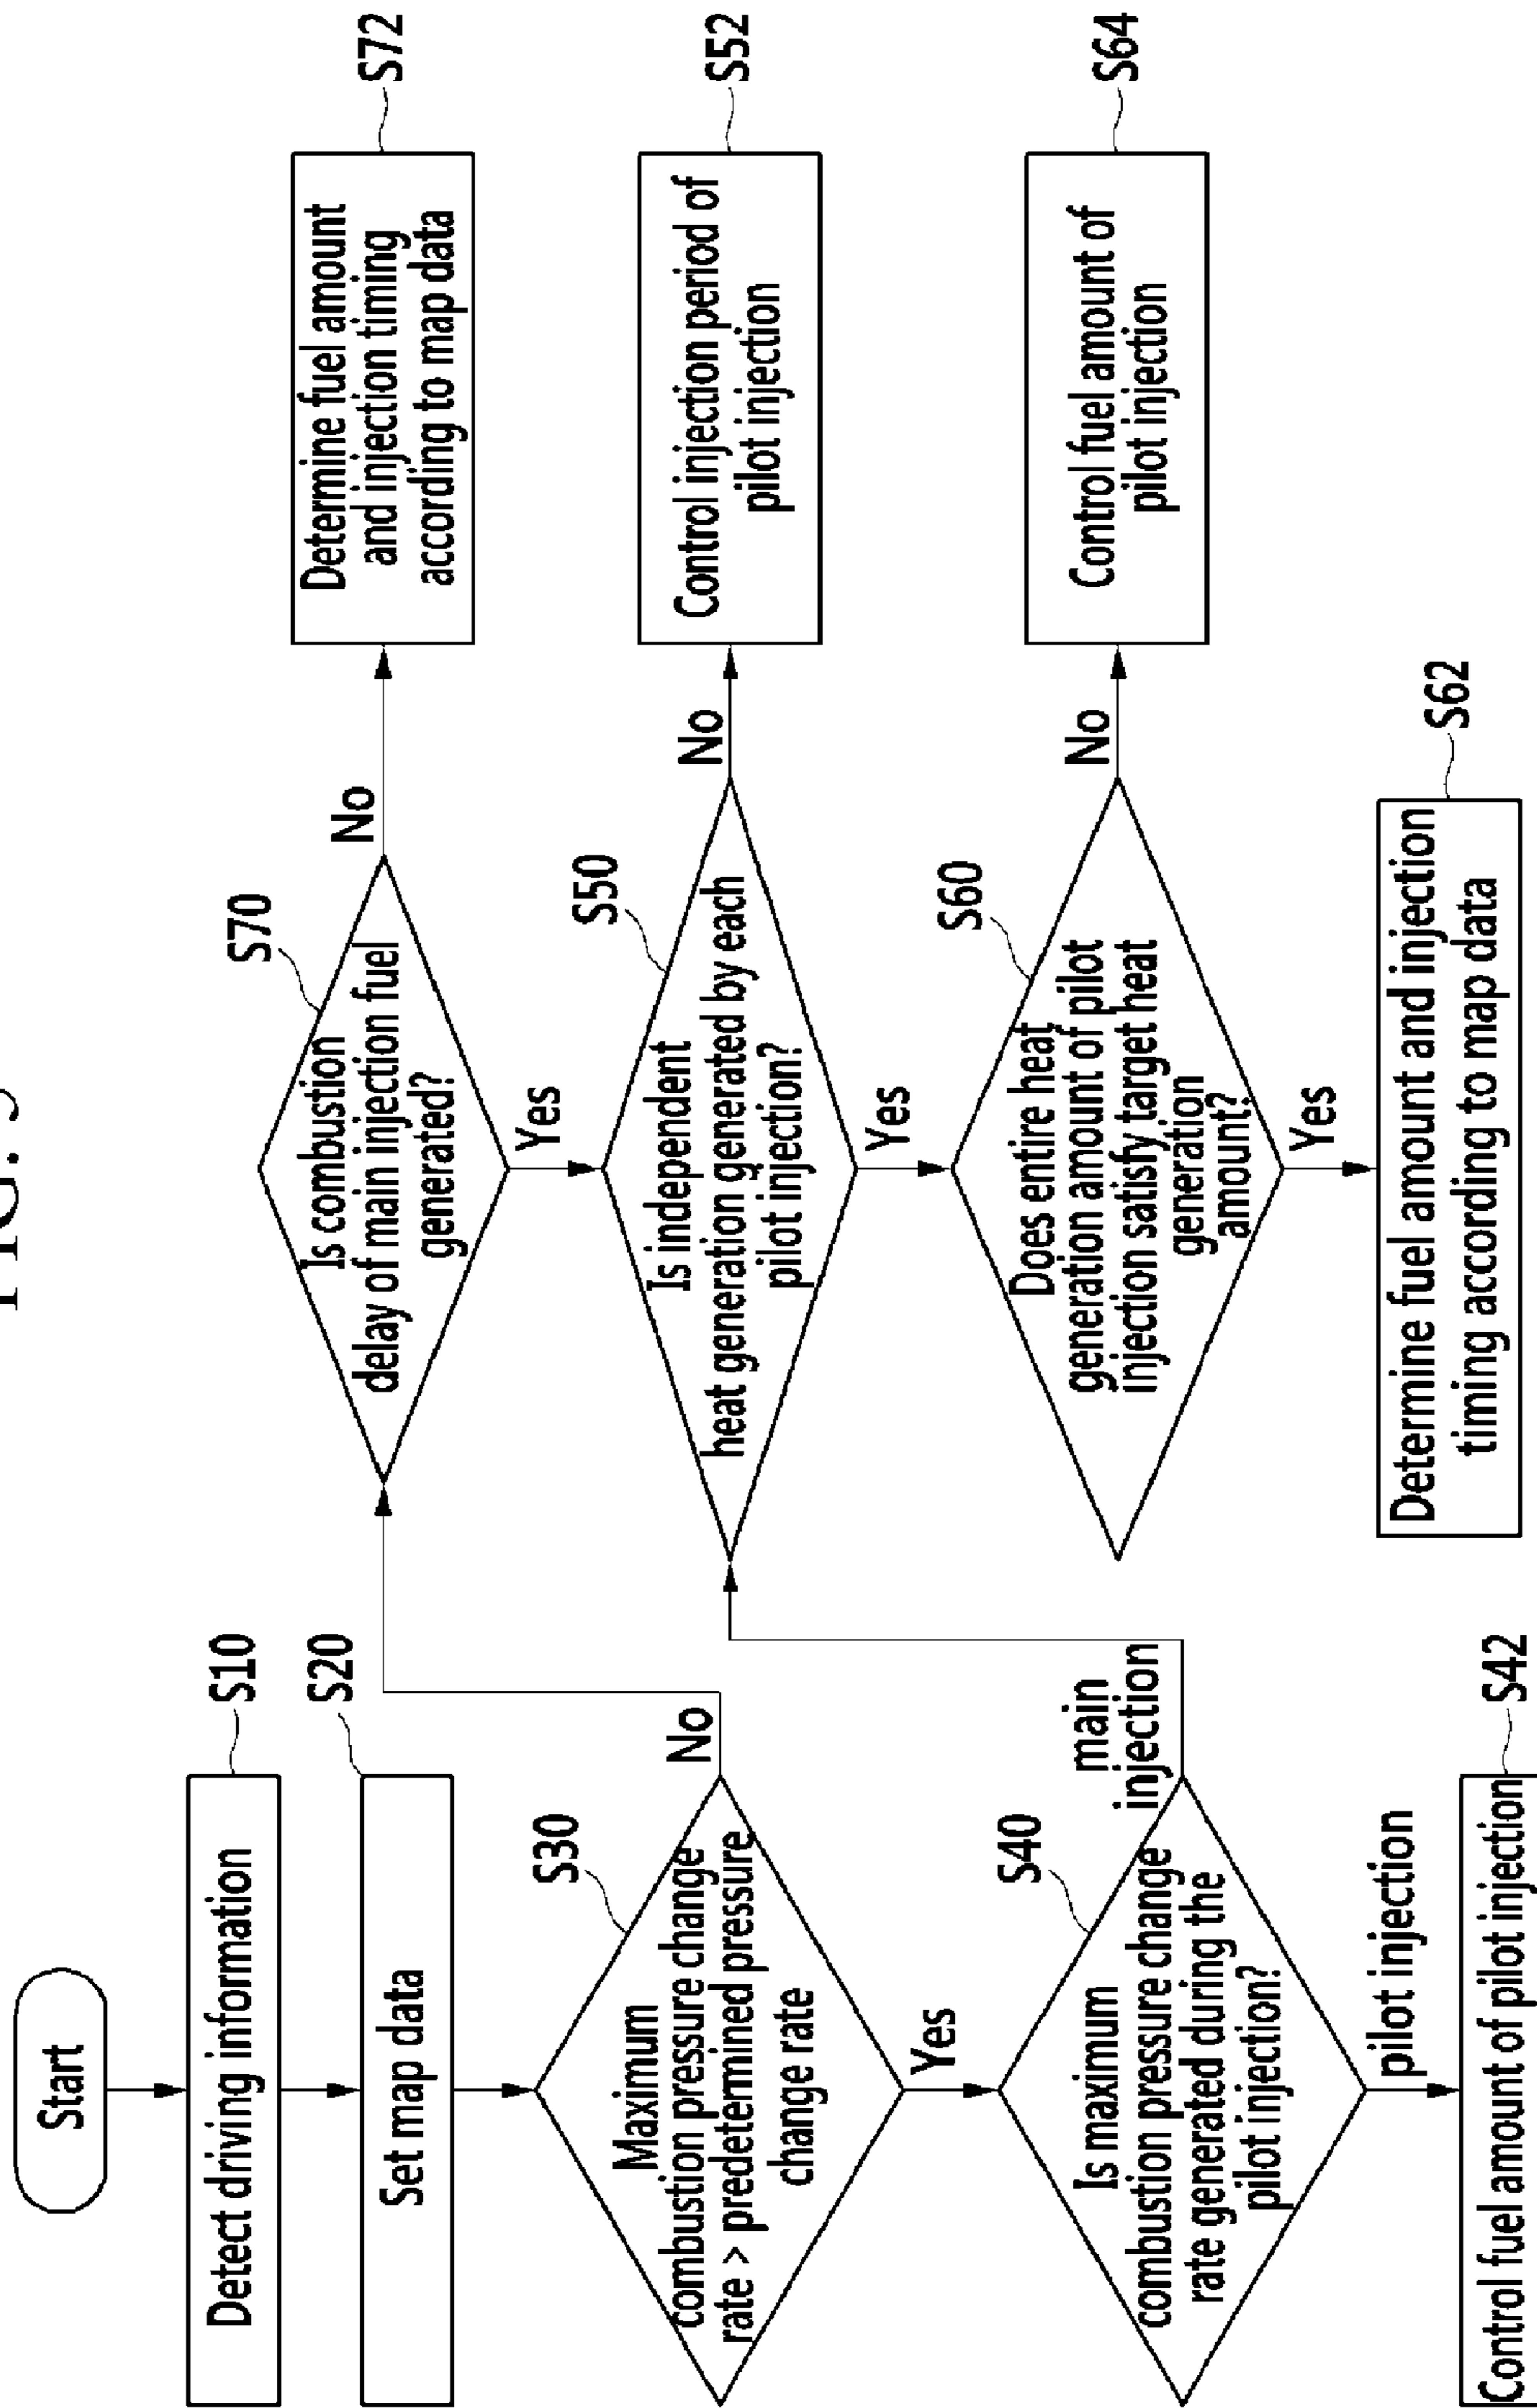 Start
Detect driving information
S10
Set map data
S20
Maximum
combustion pressure change
rate > predetermined pressure
change rate
S30
No
Yes
Is maximum
combustion pressure change
rate generated during the
pilot injection?
S40
main
injection
pilot injection
Control fuel amount of pilot injection
S42
Is combustion
delay of main injection fuel
generated?
S70
No
Determine fuel amount
and injection timing
according to map data
S72
Yes
Is independent
heat generation generated by each
pilot injection?
S50
No
Control injection period of
pilot injection
S52
Yes
Does entire heat
generation amount of pilot
injection satisfy target heat
generation
amount?
S60
No
Control fuel amount of
pilot injection
S64
Yes
Determine fuel amount and injection
timing according to map data
S62